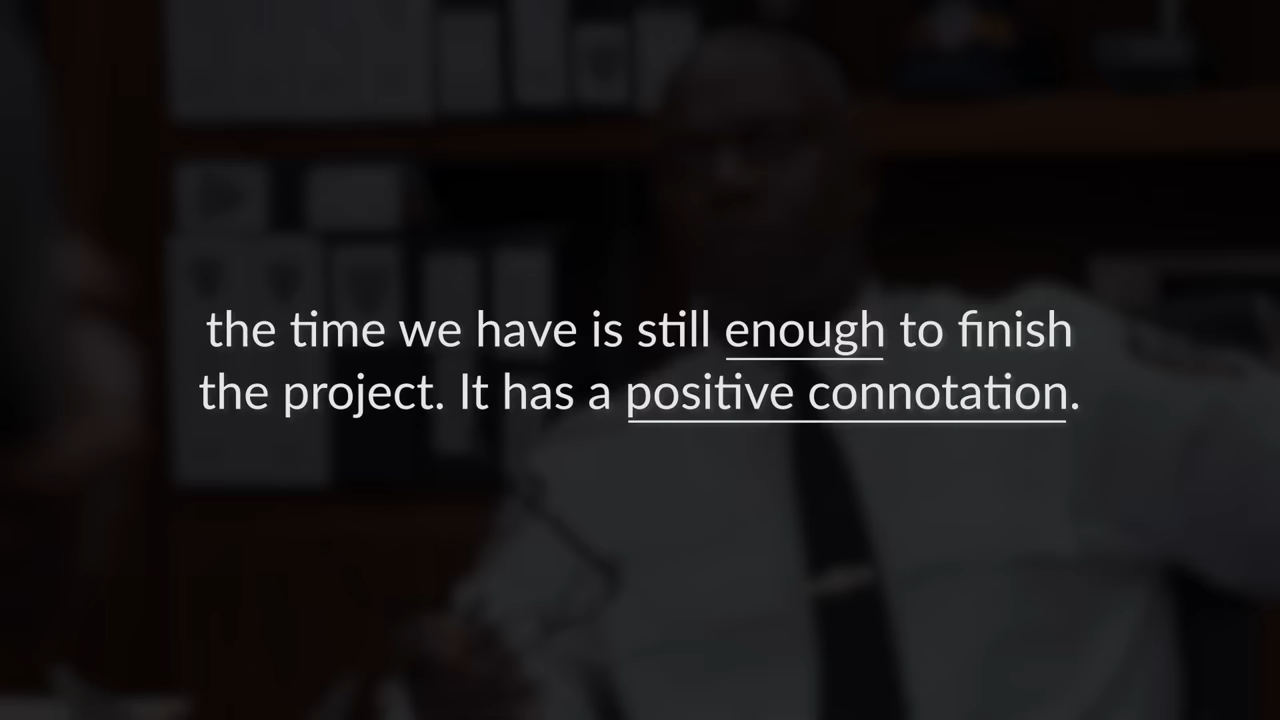 the time we have is still enough to finish
the project. It has a positive connotation.